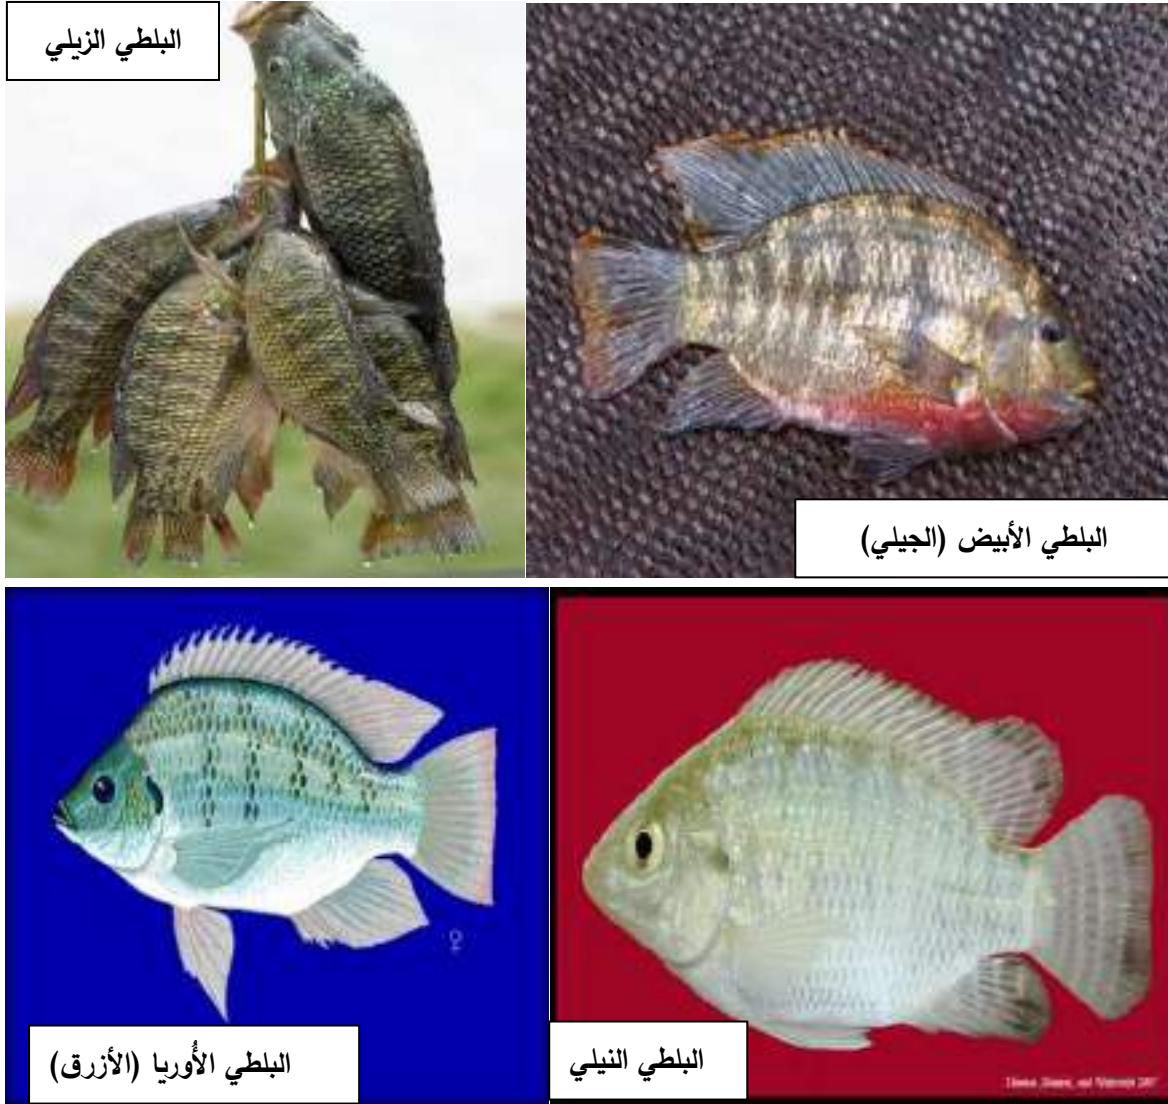 البلطي الزيلي
البلطي الأبيض (الجيلي)
البلطي الأُوريا (الأزرق)
♀
البلطي النيلي